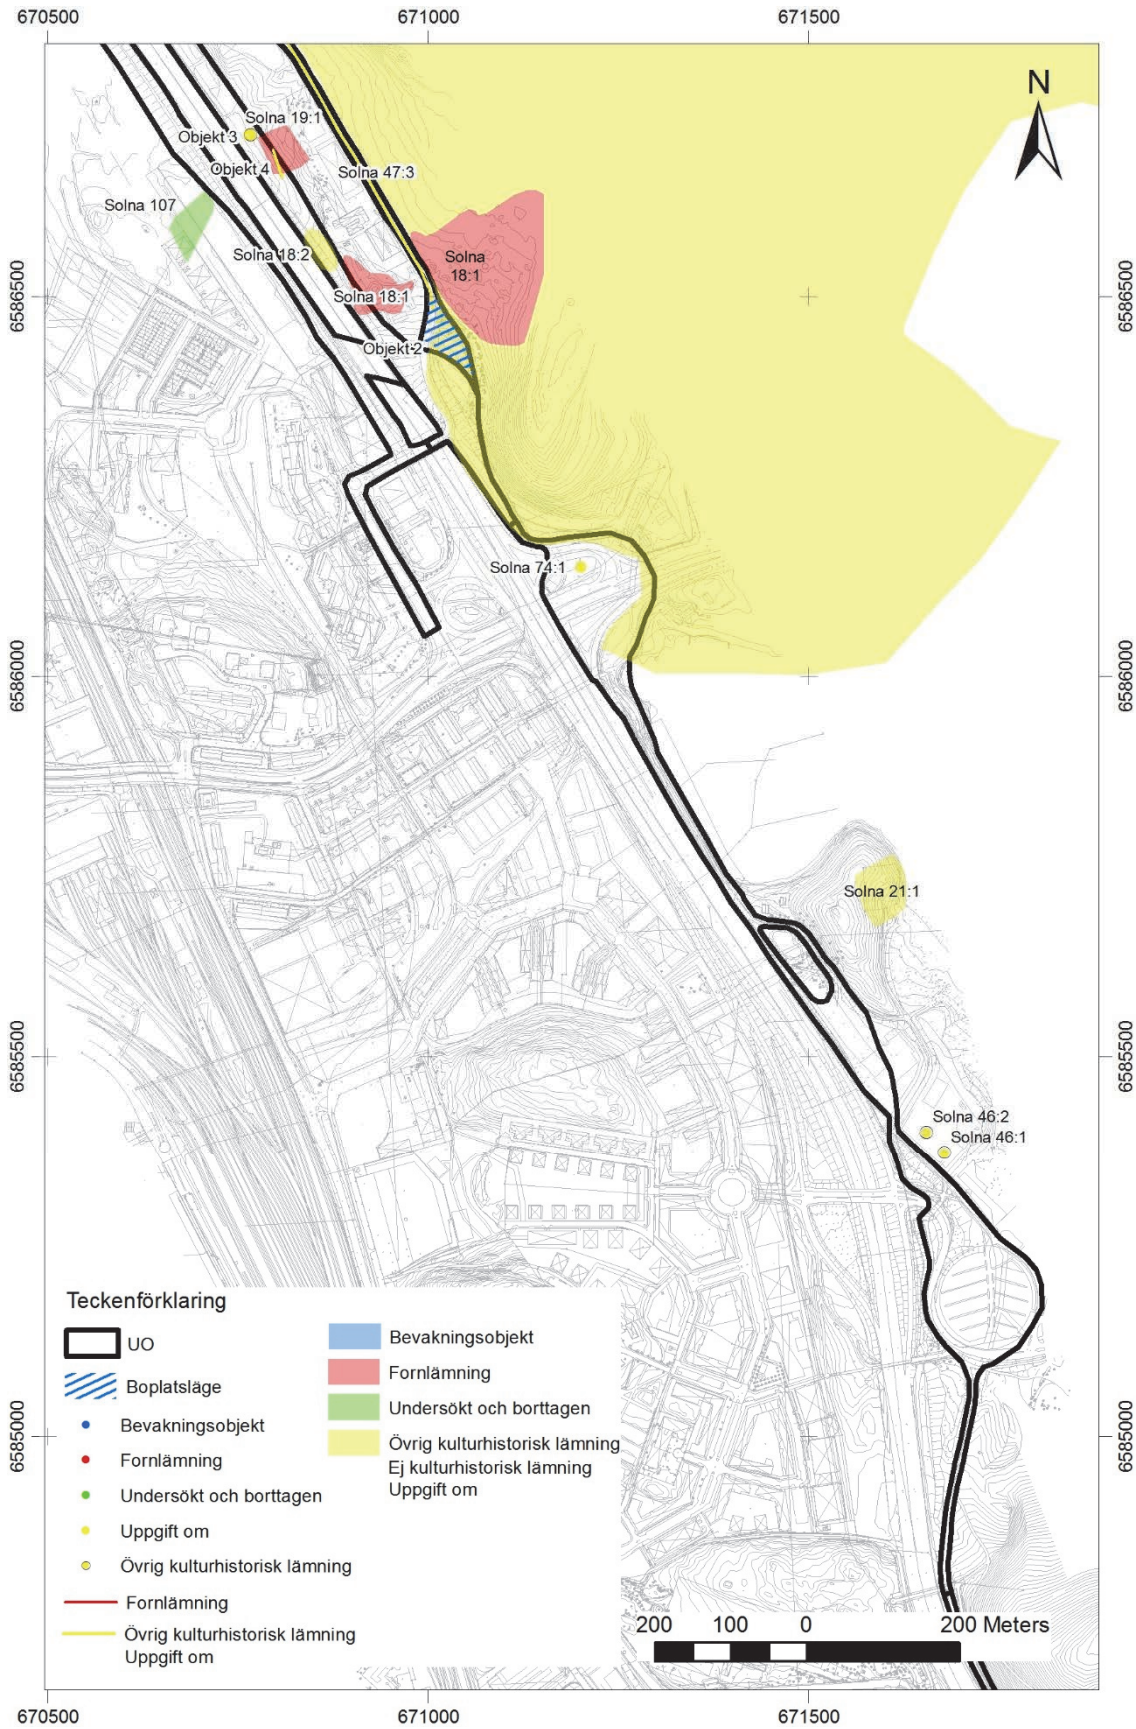 670500 671000 671500
N
Solna 19:1
Objekt 3
Objekt 4
Solna 47:3
Solna 107
Solna 18:2
Solna
18:1
Solna 18:1
Objekt 2
6586500
6586500
Solna 74:1
6586000
6586000
Solna 21:1
6585500
6585500
Solna 46:2
Solna 46:1
6585000
6585000
Teckenförklaring
UO
Boplatsläge
Bevakningsobjekt
Fornlämning
Undersökt och borttagen
Uppgift om
Övrig kulturhistorisk lämning
Fornlämning
Övrig kulturhistorisk lämning
Uppgift om
Bevakningsobjekt
Fornlämning
Undersökt och borttagen
Övrig kulturhistorisk lämning
Ej kulturhistorisk lämning
Uppgift om
200 100 0 200 Meters
670500 671000 671500